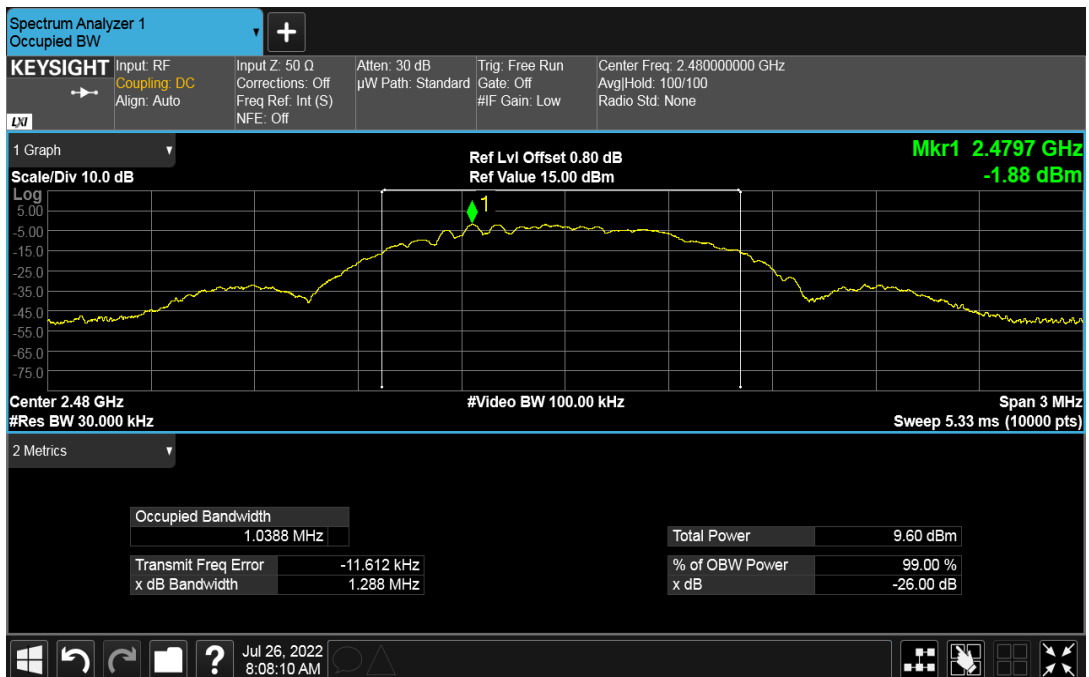 Spectrum Analyzer 1
Occupied BW
+
KEYSIGHT
LXI
Input: RF
Coupling: DC
Align: Auto
Input Z: 50 Ω
Corrections: Off
Freq Ref: Int (S)
NFE: Off
Atten: 30 dB
µW Path: Standard
Trig: Free Run
Gate: Off
#IF Gain: Low
Center Freq: 2.480000000 GHz
Avg|Hold: 100/100
Radio Std: None
1 Graph
Scale/Div 10.0 dB
Ref Lvl Offset 0.80 dB
Ref Value 15.00 dBm
Mkr1 2.4797 GHz
-1.88 dBm
Log
1
5.00
-5.00
-15.0
-25.0
-35.0
-45.0
-55.0
-65.0
-75.0
Center 2.48 GHz
#Res BW 30.000 kHz
#Video BW 100.00 kHz
Span 3 MHz
Sweep 5.33 ms (10000 pts)
2 Metrics
Occupied Bandwidth
1.0388 MHz
Transmit Freq Error -11.612 kHz
x dB Bandwidth 1.288 MHz
Total Power 9.60 dBm
% of OBW Power 99.00 %
x dB -26.00 dB
?
Jul 26, 2022
8:08:10 AM